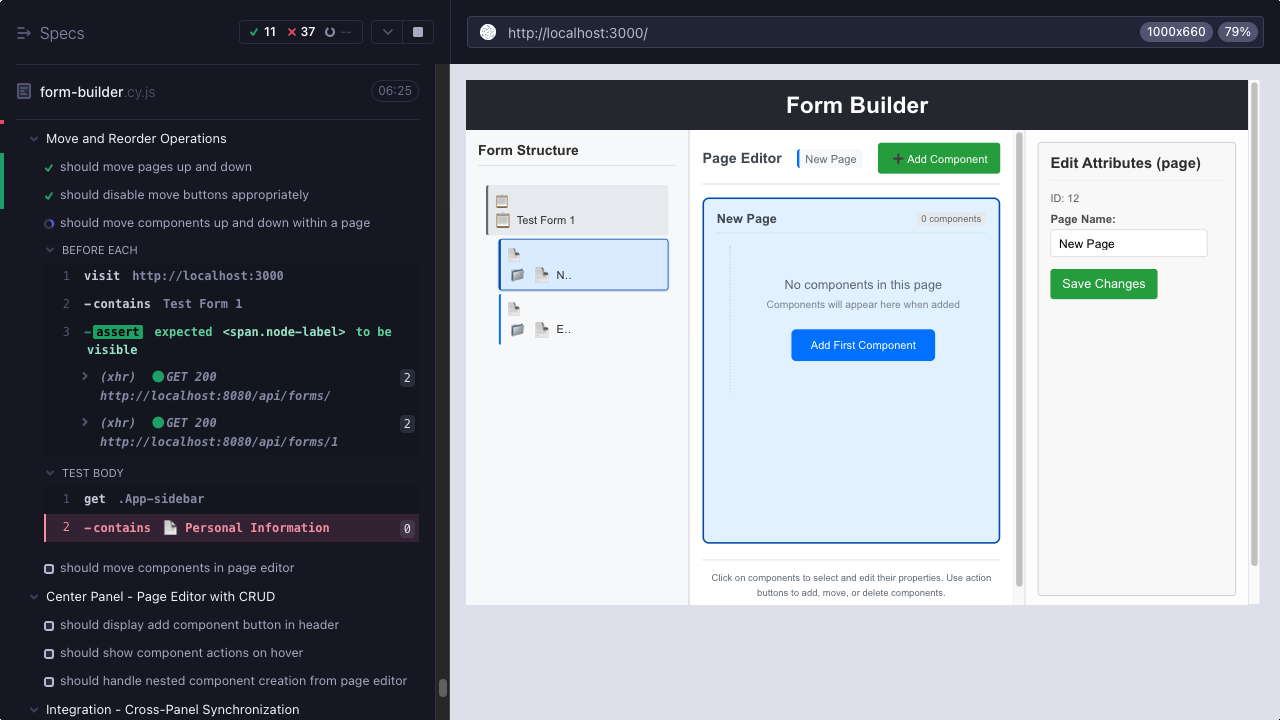 Specs
11 37 --
form-builder.cy.js
06:25
Move and Reorder Operations
should move pages up and down
should disable move buttons appropriately
should move components up and down within a page
BEFORE EACH
1 visit http://localhost:3000
2 -contains Test Form 1
3 -assert expected <span.node-label> to be
visible
(xhr) GET 200 2
http://localhost:8080/api/forms/
(xhr) GET 200 2
http://localhost:8080/api/forms/1
TEST BODY
1 get .App-sidebar
2 -contains Personal Information 0
should move components in page editor
Center Panel - Page Editor with CRUD
should display add component button in header
should show component actions on hover
should handle nested component creation from page editor
Integration - Cross-Panel Synchronization
http://localhost:3000/
1000x660 79%
Form Builder
Form Structure
Test Form 1
N..
E..
Page Editor New Page
Add Component
New Page
0 components
No components in this page
Components will appear here when added
Add First Component
Click on components to select and edit their properties. Use action
buttons to add, move, or delete components.
Edit Attributes (page)
ID: 12
Page Name:
New Page
Save Changes